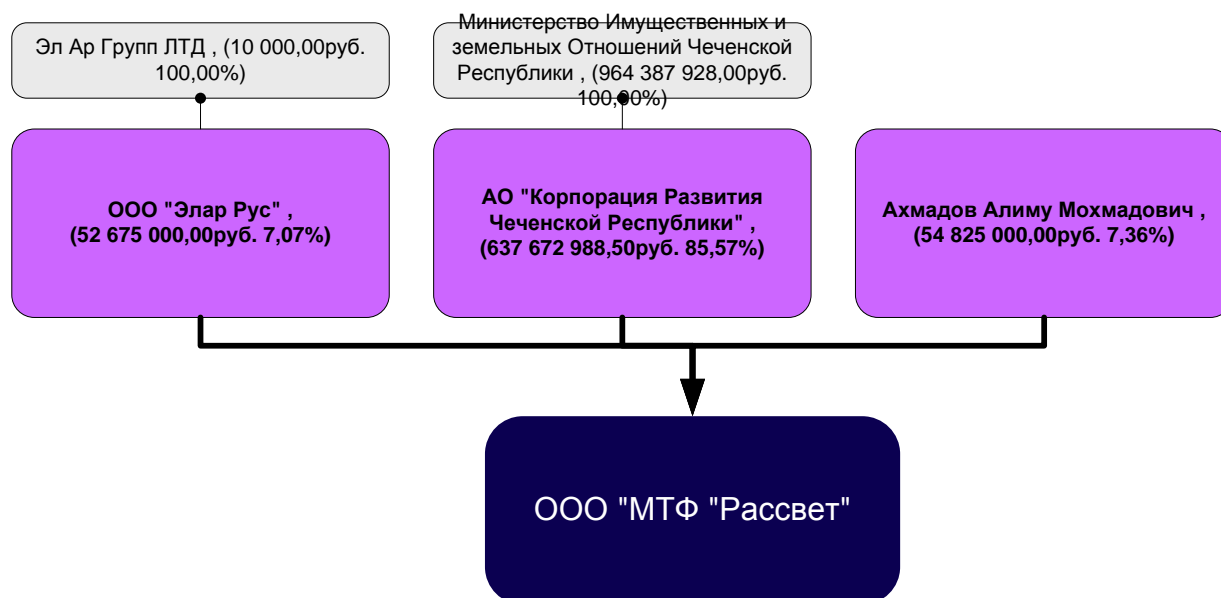 Эл Ар Групп ЛТД , (10 000,00руб.
100,00%)
Министерство Имущественных и
земельных Отношений Чеченской
Республики , (964 387 928,00руб.
100,00%)
ООО "Элар Рус" ,
(52 675 000,00руб. 7,07%)
АО "Корпорация Развития
Чеченской Республики" ,
(637 672 988,50руб. 85,57%)
Ахмадов Алиму Мохмадович ,
(54 825 000,00руб. 7,36%)
ООО "МТФ "Рассвет"